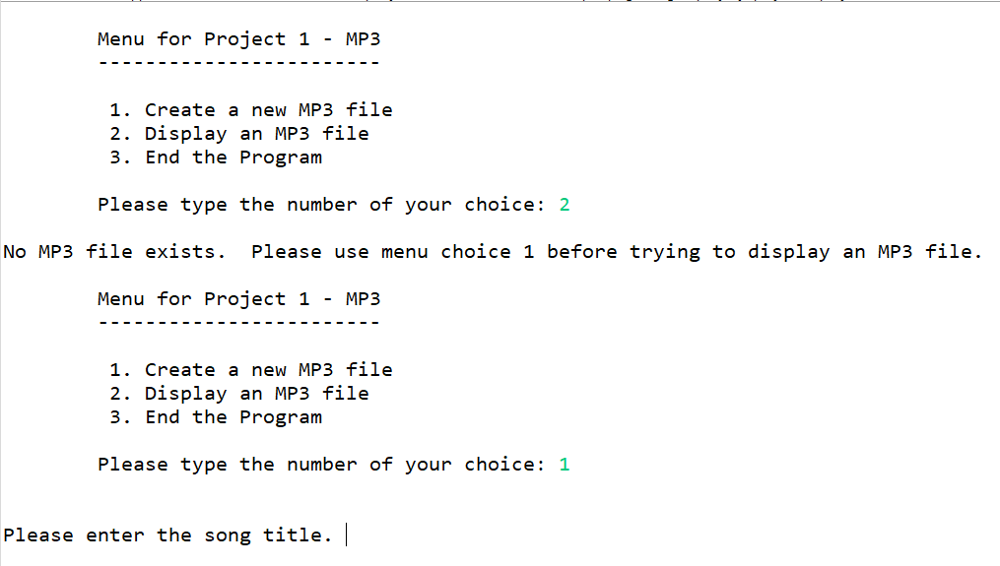 Menu for Project 1 - MP3
------------------------
1. Create a new MP3 file
2. Display an MP3 file
3. End the Program
Please type the number of your choice: 2
No MP3 file exists.  Please use menu choice 1 before trying to display an MP3 file.
Menu for Project 1 - MP3
------------------------
1. Create a new MP3 file
2. Display an MP3 file
3. End the Program
Please type the number of your choice: 1
Please enter the song title.